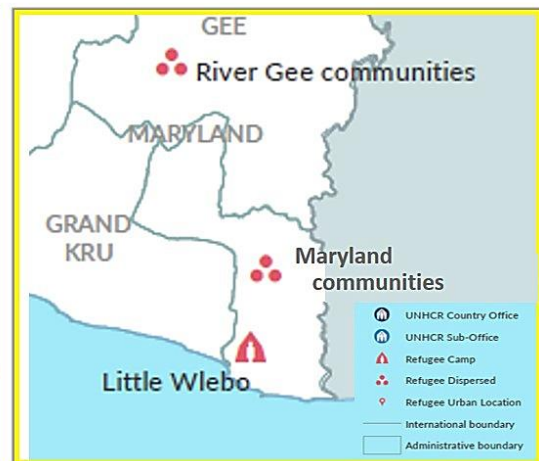 GEE
River Gee communities
MARYLAND
GRAND
KRU
Maryland
communities
Little Wlebo
UNHCR Country Office
UNHCR Sub-Office
Refugee Camp
Refugee Dispersed
Refugee Urban Location
International boundary
Administrative boundary